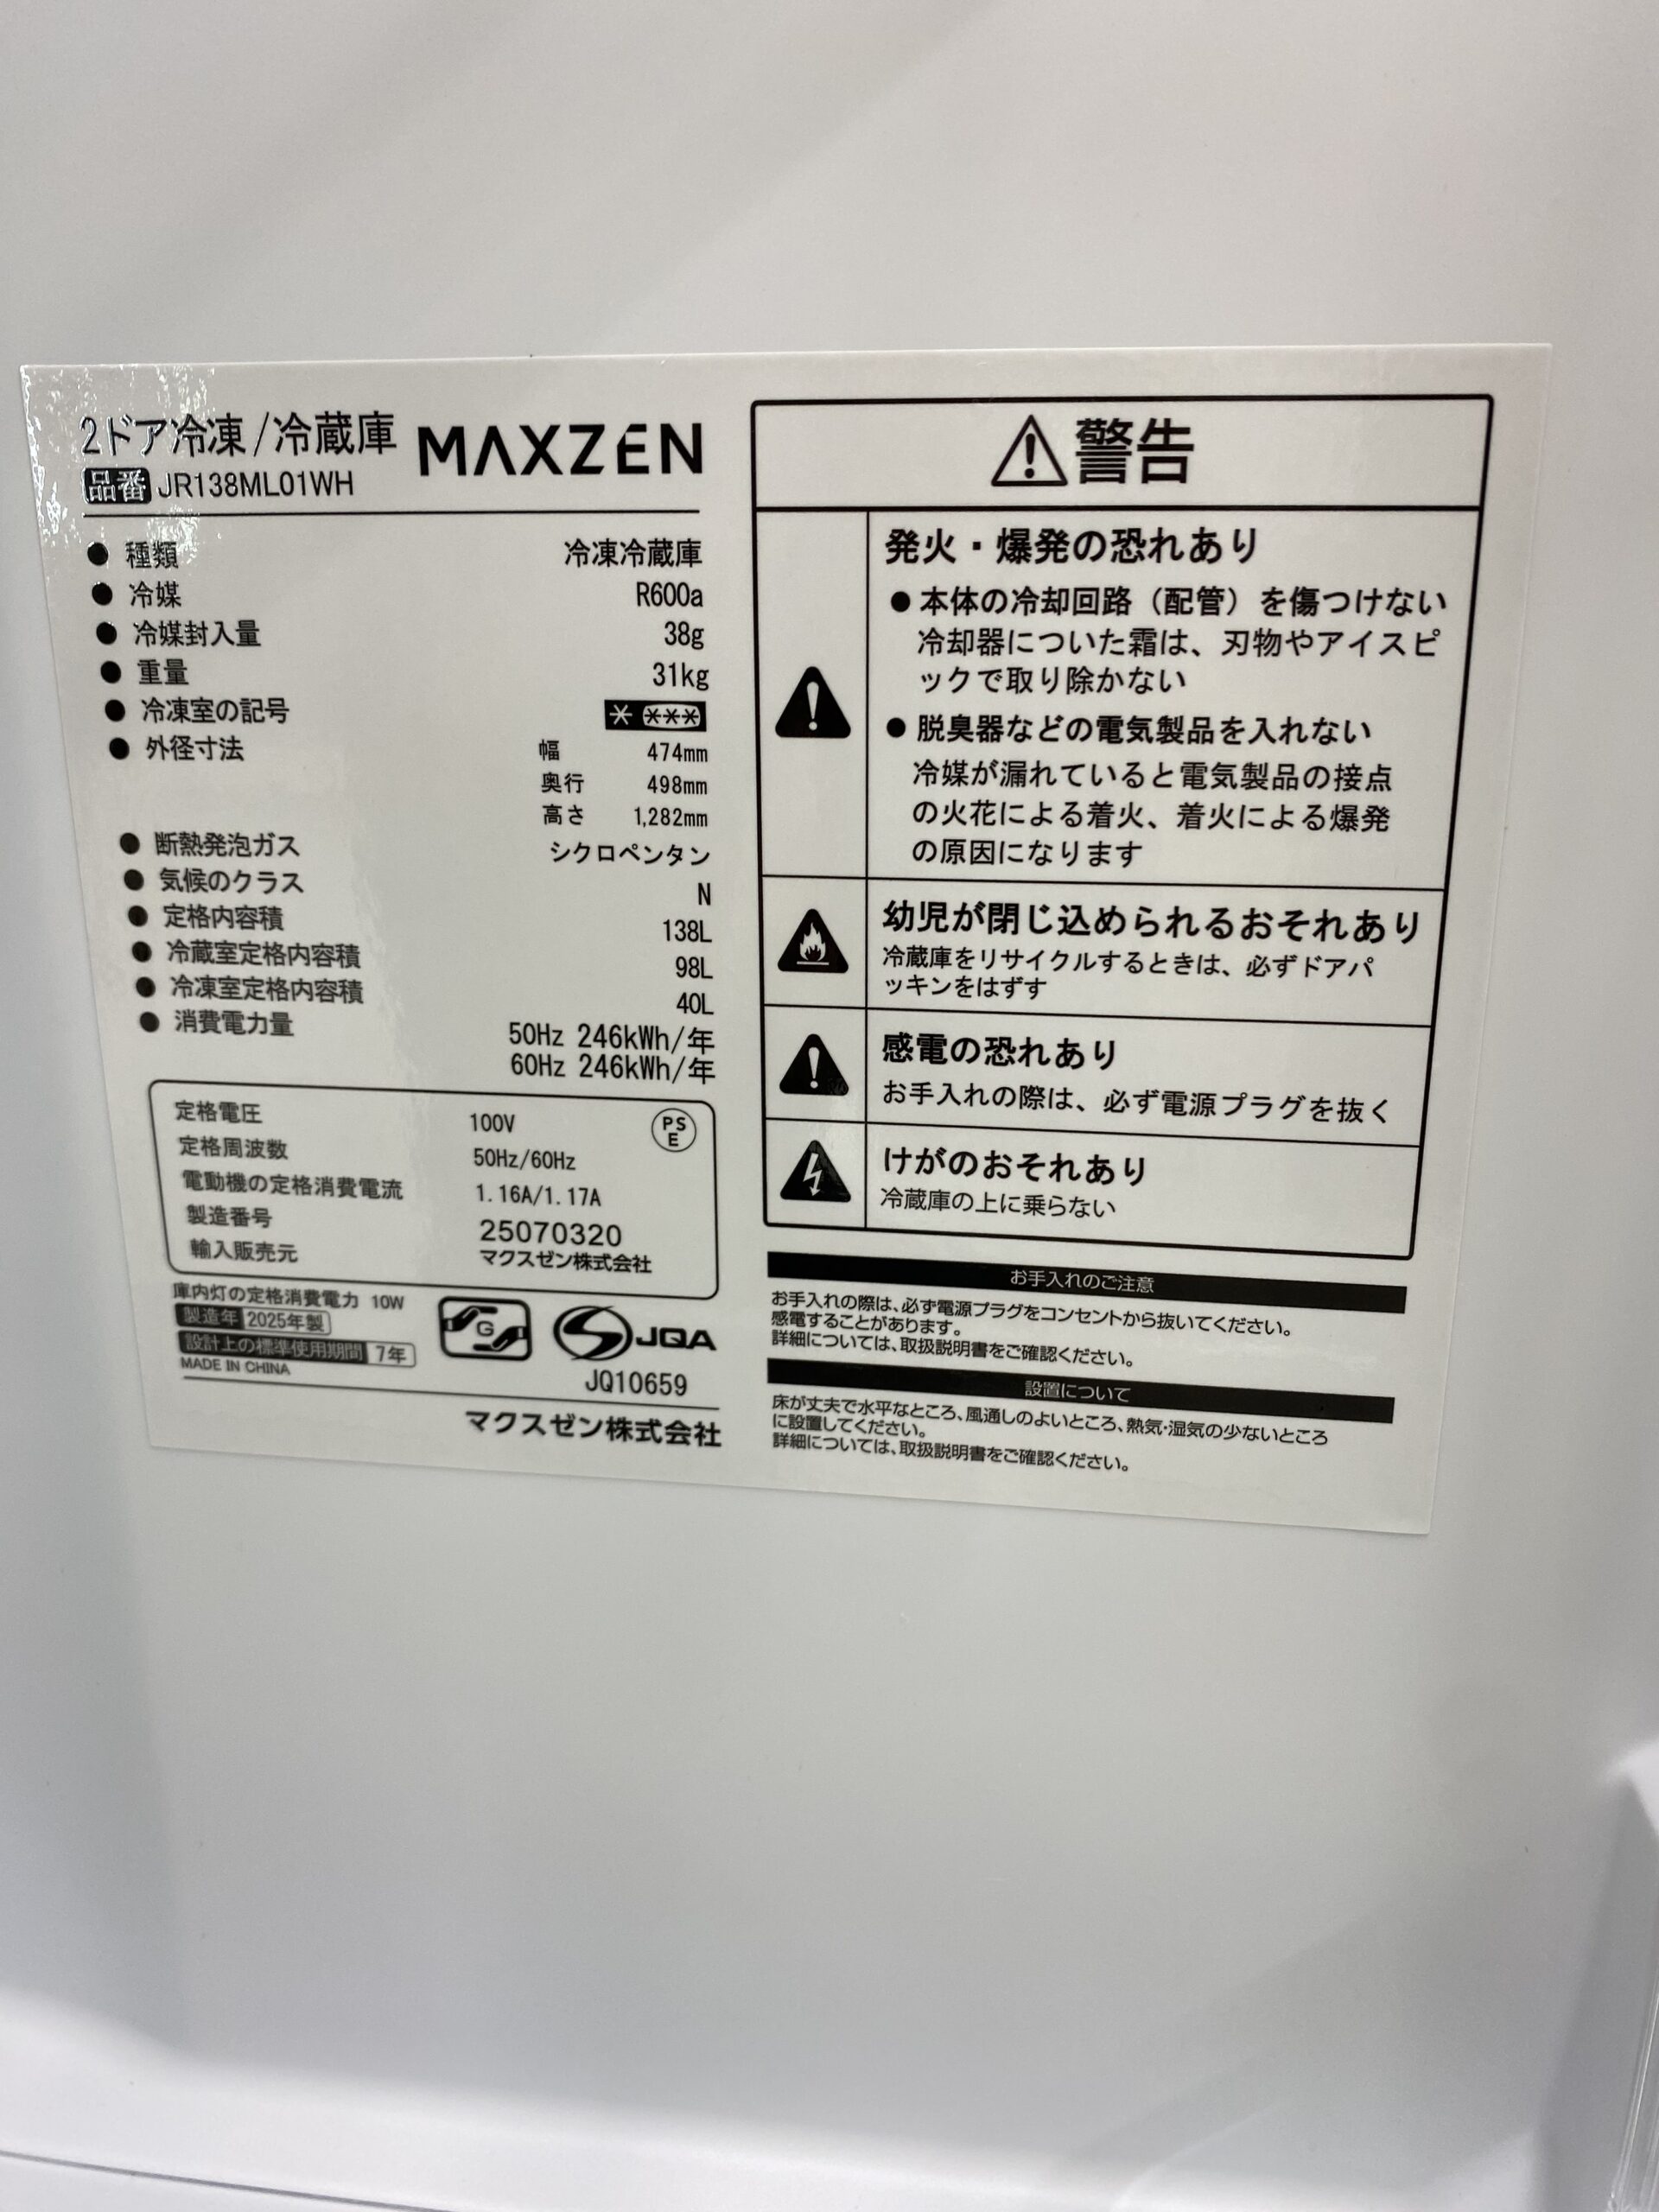 2ドア冷凍/冷蔵庫 MAXZEN
品番 JR138ML01WH
● 種類 冷凍冷蔵庫
● 冷媒 R600a
● 冷媒封入量 38g
● 重量 31kg
● 冷凍室の記号 * ***
● 外径寸法 幅 474mm
奥行 498mm
高さ 1,282mm
● 断熱発泡ガス シクロペンタン
● 気候のクラス N
● 定格内容積 138L
● 冷蔵室定格内容積 98L
● 冷凍室定格内容積 40L
● 消費電力量 50Hz 246kWh/年
60Hz 246kWh/年
定格電圧 100V
PS
E
定格周波数 50Hz/60Hz
電動機の定格消費電流 1.16A/1.17A
製造番号 25070320
輸入販売元 マクスゼン株式会社
庫内灯の定格消費電力 10W
製造年 2025年製
設計上の標準使用期間 7年
MADE IN CHINA
G
JQA
JQ10659
マクスゼン株式会社
警告
発火・爆発の恐れあり
● 本体の冷却回路（配管）を傷つけない
冷却器についた霜は、刃物やアイスピ
ックで取り除かない
● 脱臭器などの電気製品を入れない
冷媒が漏れていると電気製品の接点
の火花による着火、着火による爆発
の原因になります
幼児が閉じ込められるおそれあり
冷蔵庫をリサイクルするときは、必ずドアパ
ッキンをはずす
感電の恐れあり
お手入れの際は、必ず電源プラグを抜く
けがのおそれあり
冷蔵庫の上に乗らない
お手入れのご注意
お手入れの際は、必ず電源プラグをコンセントから抜いてください。
感電することがあります。
詳細については、取扱説明書をご確認ください。
設置について
床が丈夫で水平なところ、風通しのよいところ、熱気・湿気の少ないところ
に設置してください。
詳細については、取扱説明書をご確認ください。